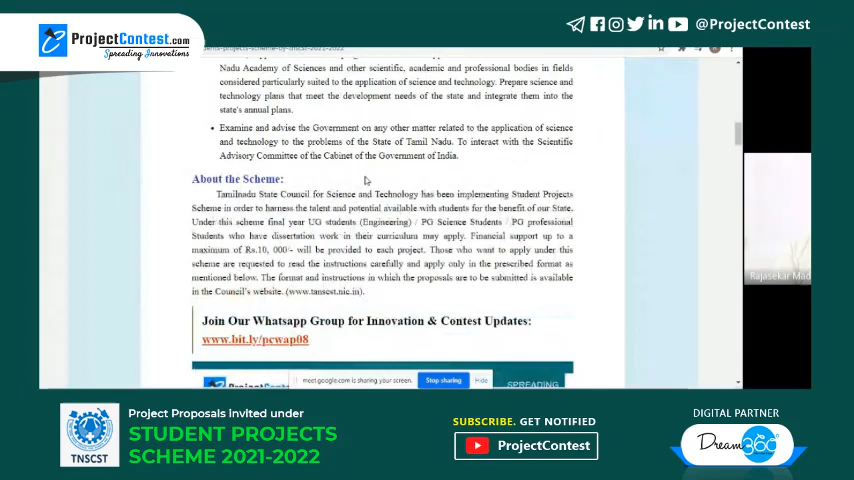 ProjectContest.com
Spreading Innovations
@ProjectContest
ents-projects-scheme-by-tnscst-2021-2022
Nadu Academy of Sciences and other scientific, academic and professional bodies in fields
considered particularly suited to the application of science and technology. Prepare science and
technology plans that meet the development needs of the state and integrate them into the
state's annual plans.
• Examine and advise the Government on any other matter related to the application of science
and technology to the problems of the State of Tamil Nadu. To interact with the Scientific
Advisory Committee of the Cabinet of the Government of India.
About the Scheme:
Tamilnadu State Council for Science and Technology has been implementing Student Projects
Scheme in order to harness the talent and potential available with students for the benefit of our State.
Under this scheme final year UG students (Engineering) / PG Science Students / PG professional
Students who have dissertation work in their curriculum may apply. Financial support up to a
maximum of Rs.10, 000/- will be provided to each project. Those who want to apply under this
scheme are requested to read the instructions carefully and apply only in the prescribed format as
mentioned below. The format and instructions in which the proposals are to be submitted is available
in the Council's website. (www.tanscst.nic.in).
Rajasekar Mad
Join Our Whatsapp Group for Innovation & Contest Updates:
www.bit.ly/pcwap08
meet.google.com is sharing your screen.
Stop sharing
Hide
SPREADING
TNSCST
Project Proposals Invited under
STUDENT PROJECTS
SCHEME 2021-2022
SUBSCRIBE. GET NOTIFIED
ProjectContest
DIGITAL PARTNER
Dream360°